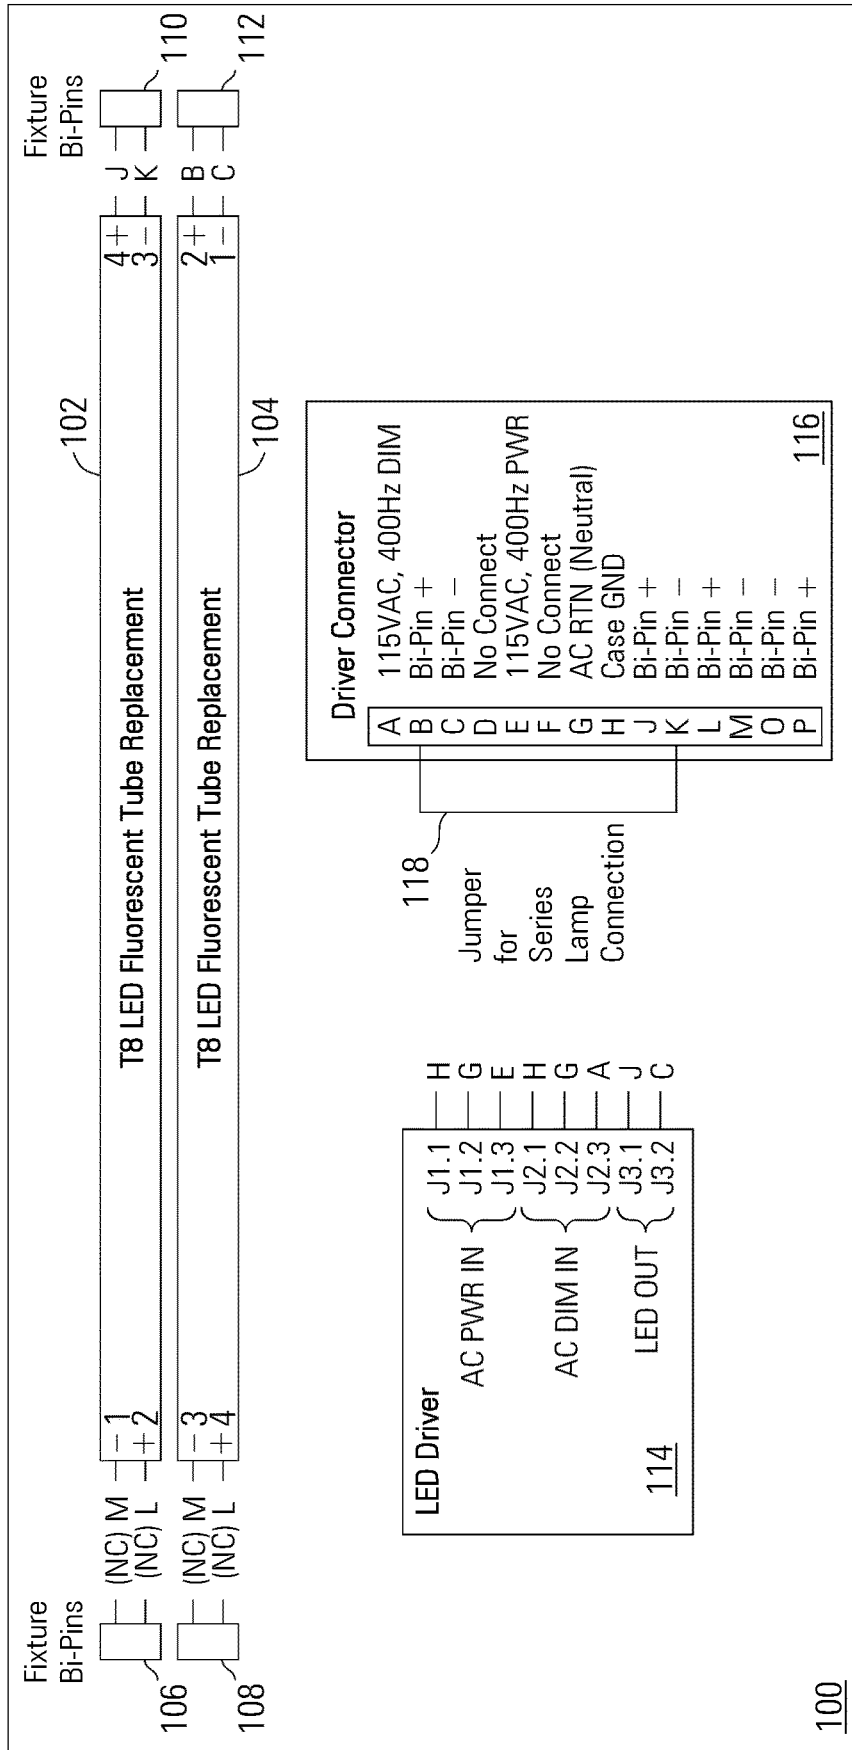 Fixture
Bi-Pins
106
108
(NC) M
(NC) L
(NC) M
(NC) L
− 1
+ 2
− 3
+ 4
T8 LED Fluorescent Tube Replacement
T8 LED Fluorescent Tube Replacement
102
104
4 +
3 −
2 +
1 −
J
K
B
C
Fixture
Bi-Pins
110
112
LED Driver
AC PWR IN
J1.1 H
J1.2 G
J1.3 E
AC DIM IN
J2.1 H
J2.2 G
J2.3 A
LED OUT
J3.1 J
J3.2 C
114
118
Jumper
for
Series
Lamp
Connection
Driver Connector
A 115VAC, 400Hz DIM
B Bi-Pin +
C Bi-Pin −
D No Connect
E 115VAC, 400Hz PWR
F No Connect
G AC RTN (Neutral)
H Case GND
J Bi-Pin +
K Bi-Pin −
L Bi-Pin +
M Bi-Pin −
O Bi-Pin −
P Bi-Pin +
116
100